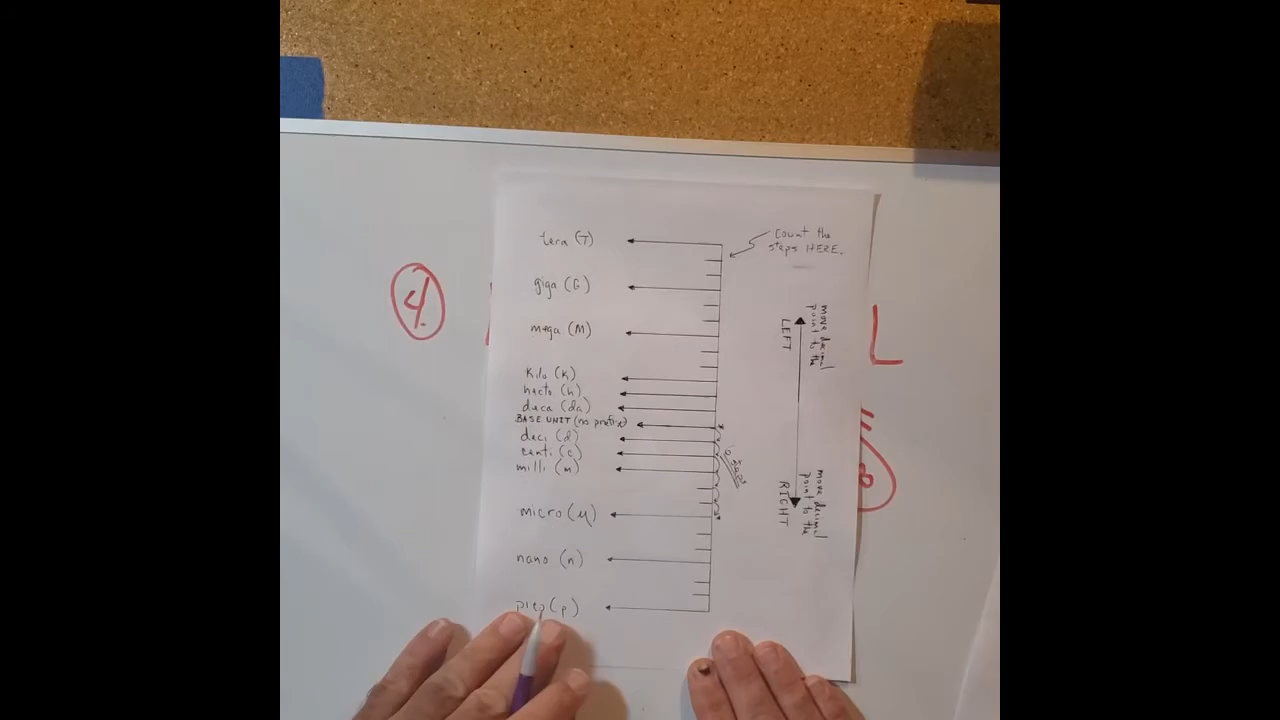 tera (T)
count the
steps HERE.
giga (G)
mega (M)
move decimal
point to the
LEFT
4.
L
kilo (k)
hecto (h)
deca (da)
BASE UNIT (no prefix)
deci (d)
centi (c)
milli (m)
move decimal
point to the
RIGHT
micro (μ)
nano (n)
pico (p)